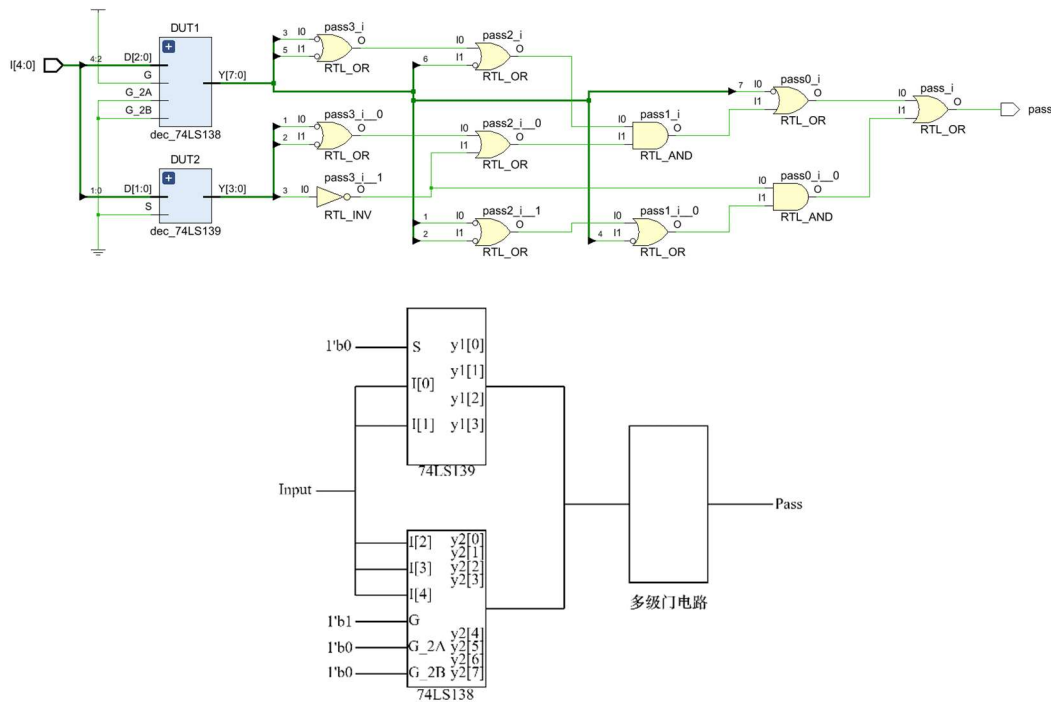 DUT1
pass3_i
3 I0 O
5 I1
RTL_OR
pass2_i
I0 O
6 I1
RTL_OR
I[4:0]
4:2 D[2:0]
G
G_2A
G_2B
Y[7:0]
dec_74LS138
7 I0 pass0_i
I1 O
RTL_OR
pass_i
I0 O
I1
RTL_OR
pass
pass3_i__0
1 I0 O
2 I1
RTL_OR
pass2_i__0
I0 O
I1
RTL_OR
pass1_i
I0 O
I1
RTL_AND
DUT2
1:0 D[1:0]
S
Y[3:0]
dec_74LS139
pass3_i__1
3 I0 O
RTL_INV
pass0_i__0
I0 O
I1
RTL_AND
pass2_i__1
1 I0 O
2 I1
RTL_OR
pass1_i__0
I0 O
4 I1
RTL_OR
1'b0
S
I[0]
I[1]
y1[0]
y1[1]
y1[2]
y1[3]
74LS139
Input
Pass
I[2]
I[3]
I[4]
y2[0]
y2[1]
y2[2]
y2[3]
1'b1 G
1'b0 G_2A
1'b0 G_2B
y2[4]
y2[5]
y2[6]
y2[7]
74LS138
多级门电路